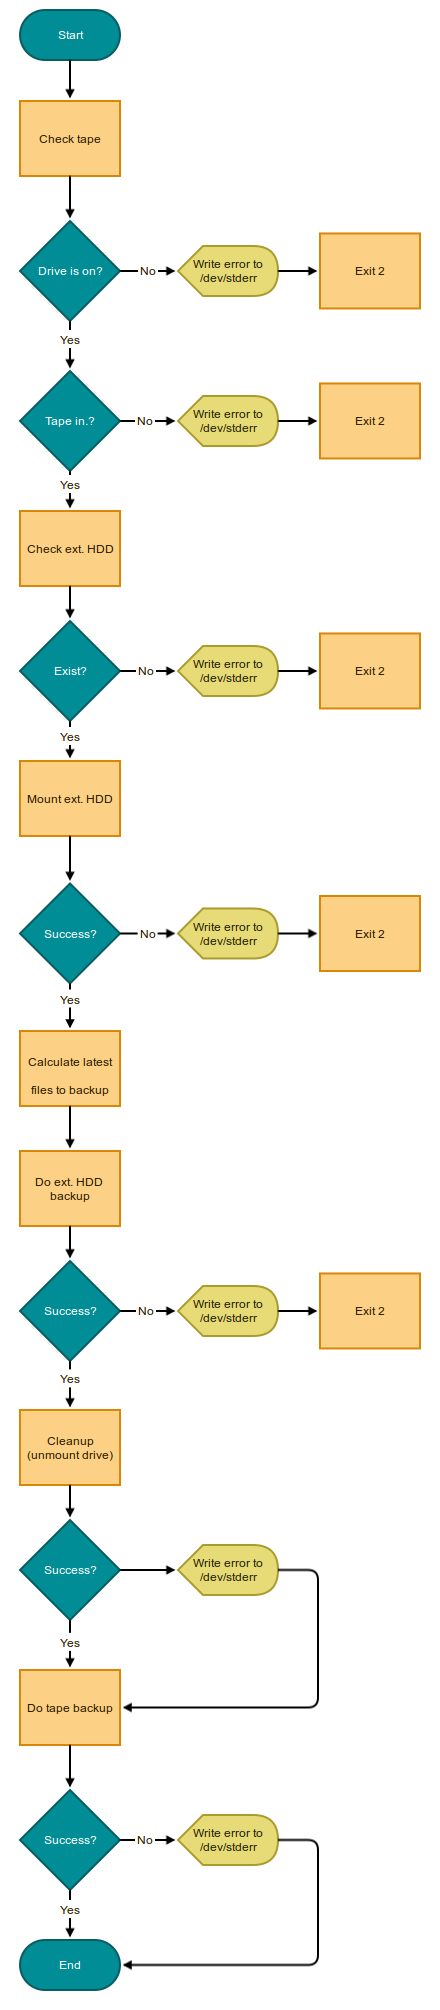 Start
Check tape
Drive is on?
No
Write error to
/dev/stderr
Exit 2
Yes
Tape in.?
No
Write error to
/dev/stderr
Exit 2
Yes
Check ext. HDD
Exist?
No
Write error to
/dev/stderr
Exit 2
Yes
Mount ext. HDD
Success?
No
Write error to
/dev/stderr
Exit 2
Yes
Calculate latest
files to backup
Do ext. HDD
backup
Success?
No
Write error to
/dev/stderr
Exit 2
Yes
Cleanup
(unmount drive)
Success?
Write error to
/dev/stderr
Yes
Do tape backup
Success?
No
Write error to
/dev/stderr
Yes
End